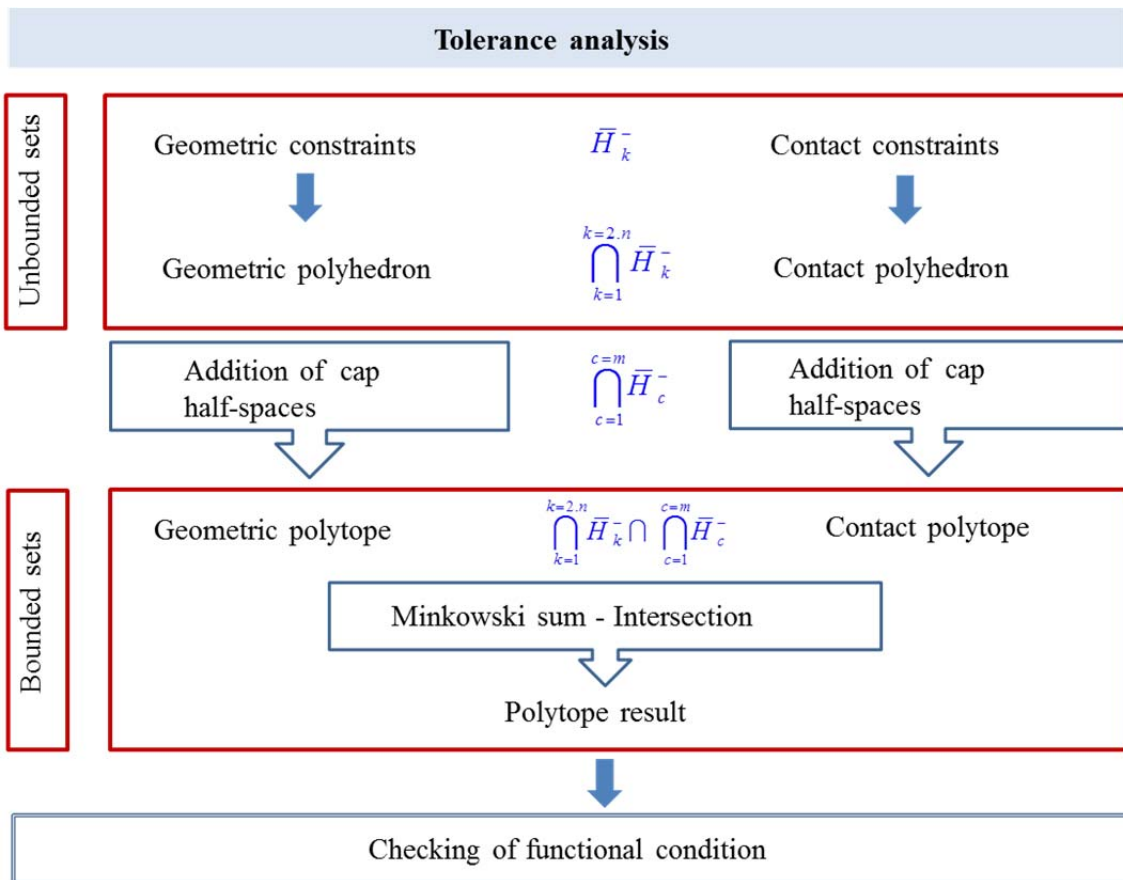 Tolerance analysis
Unbounded sets
Geometric constraints
H̄ₖ⁻
Contact constraints
Geometric polyhedron
k=2.n
⋂ H̄ₖ⁻
k=1
Contact polyhedron
Addition of cap
half-spaces
c=m
⋂ H̄c⁻
c=1
Addition of cap
half-spaces
Bounded sets
Geometric polytope
k=2.n c=m
⋂ H̄ₖ⁻ ⋂ ⋂ H̄c⁻
k=1 c=1
Contact polytope
Minkowski sum - Intersection
Polytope result
Checking of functional condition